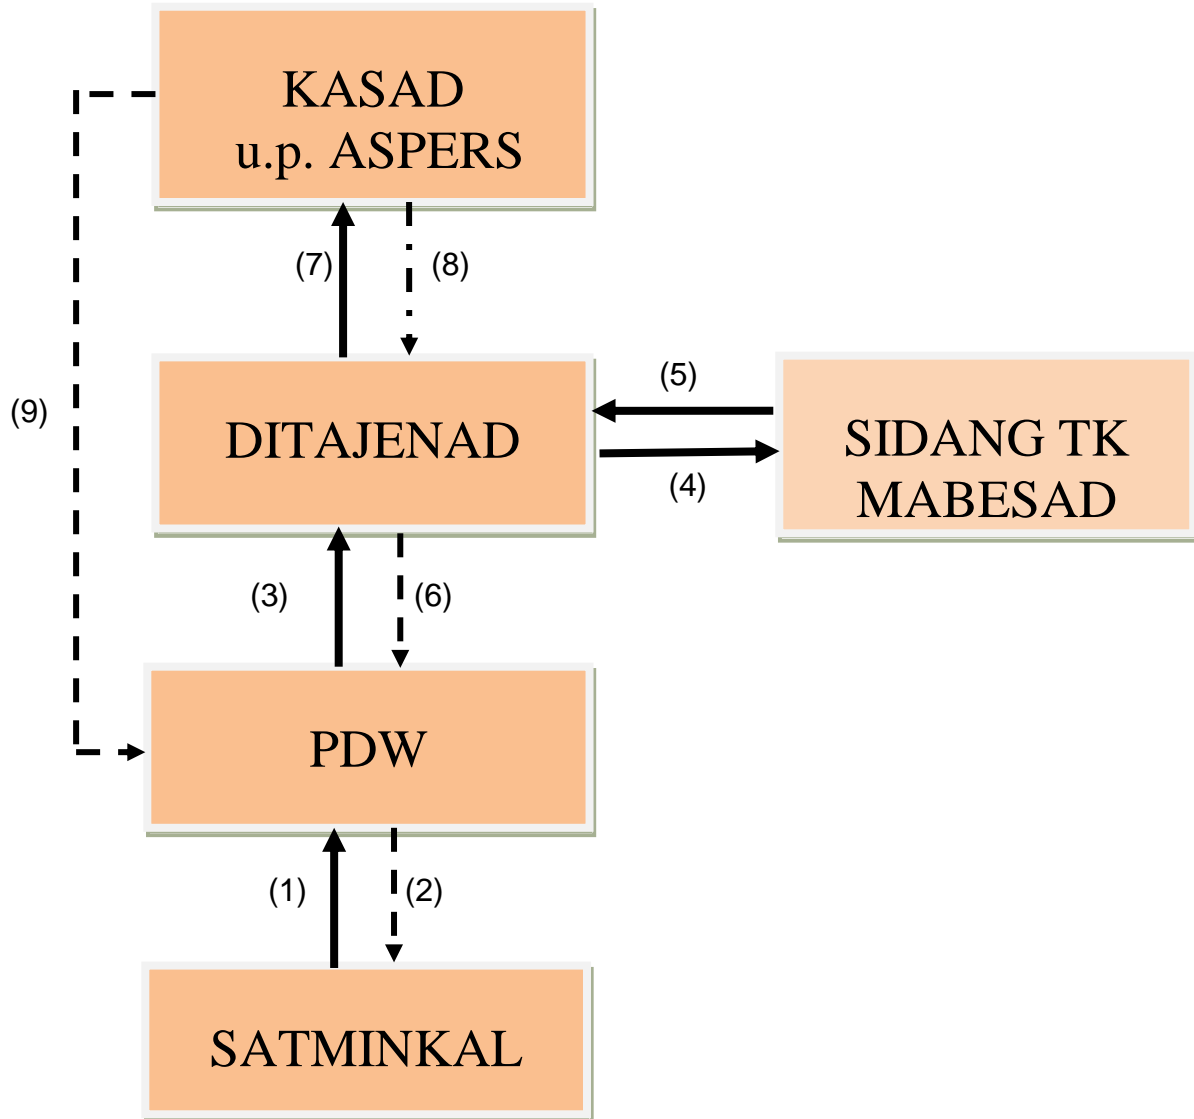 KASAD
u.p. ASPERS
(7)
(8)
(9)
(5)
DITAJENAD
SIDANG TK
MABESAD
(4)
(3)
(6)
PDW
(1)
(2)
SATMINKAL